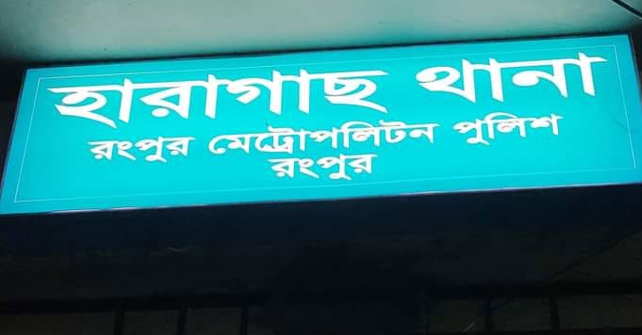 হারাগাছ থানা
রংপুর মেট্রোপলিটন পুলিশ
রংপুর